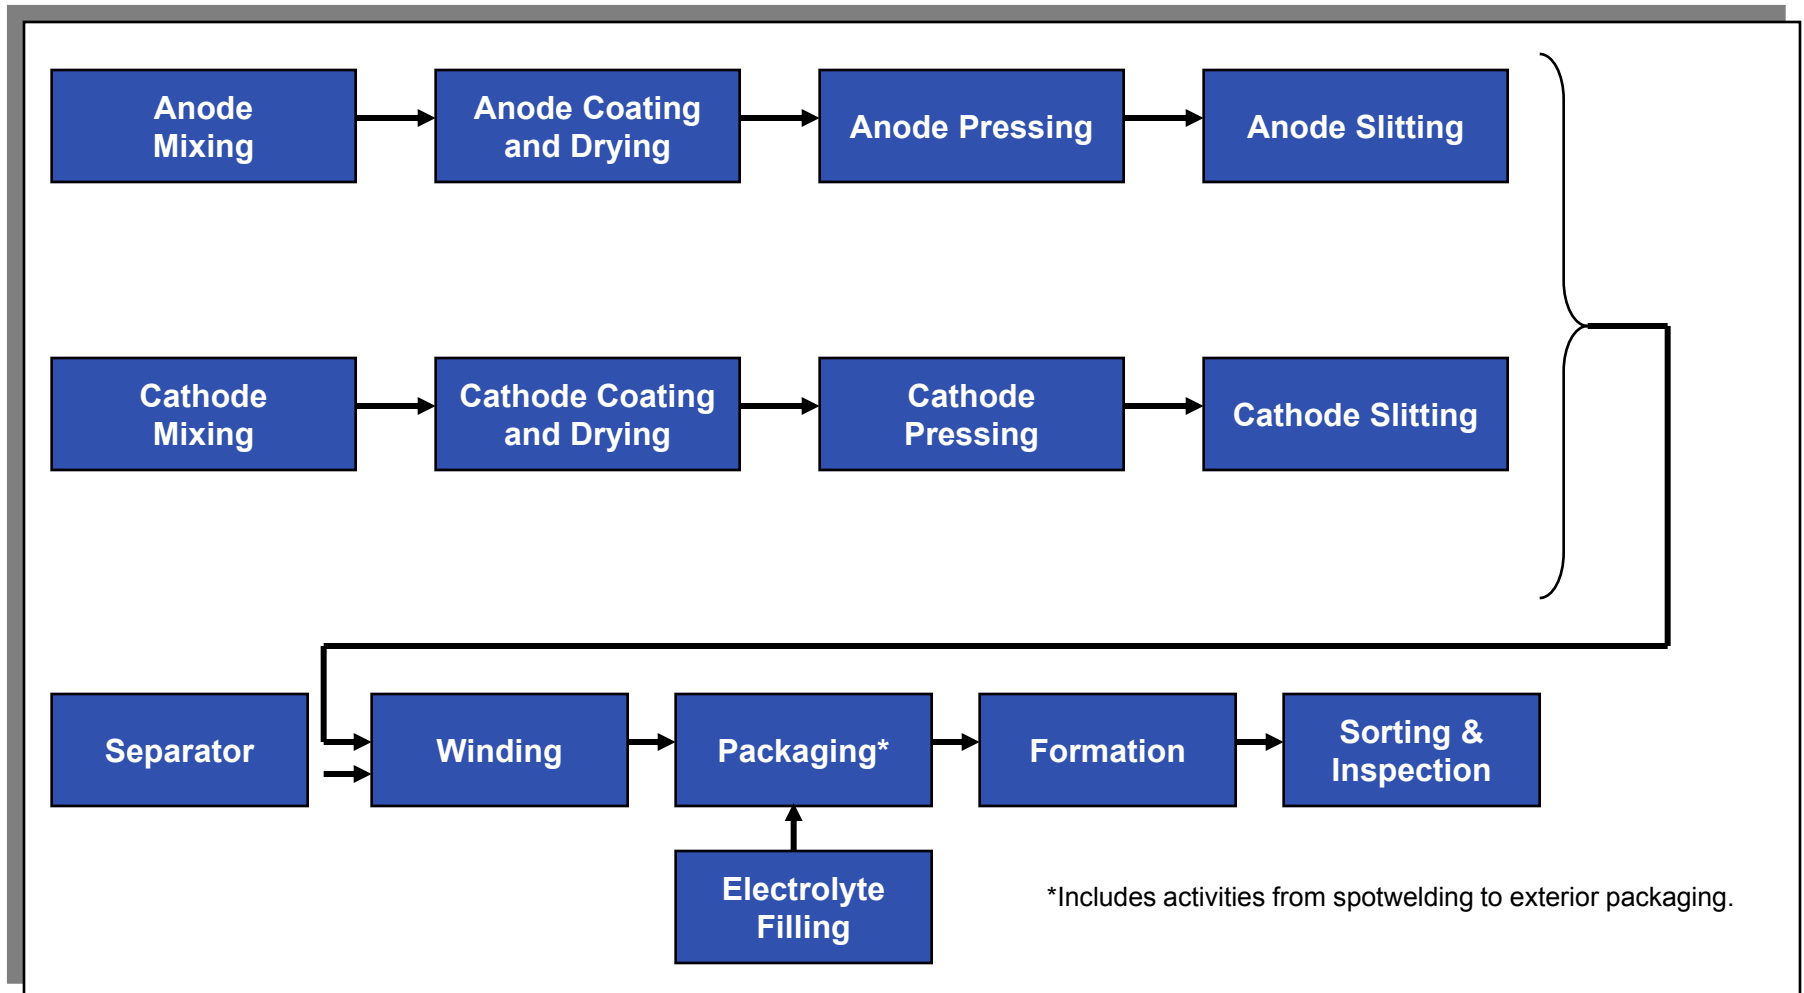 Anode
Mixing
Anode Coating
and Drying
Anode Pressing
Anode Slitting
Cathode
Mixing
Cathode Coating
and Drying
Cathode
Pressing
Cathode Slitting
Separator
Winding
Packaging*
Formation
Sorting &
Inspection
Electrolyte
Filling
*Includes activities from spotwelding to exterior packaging.